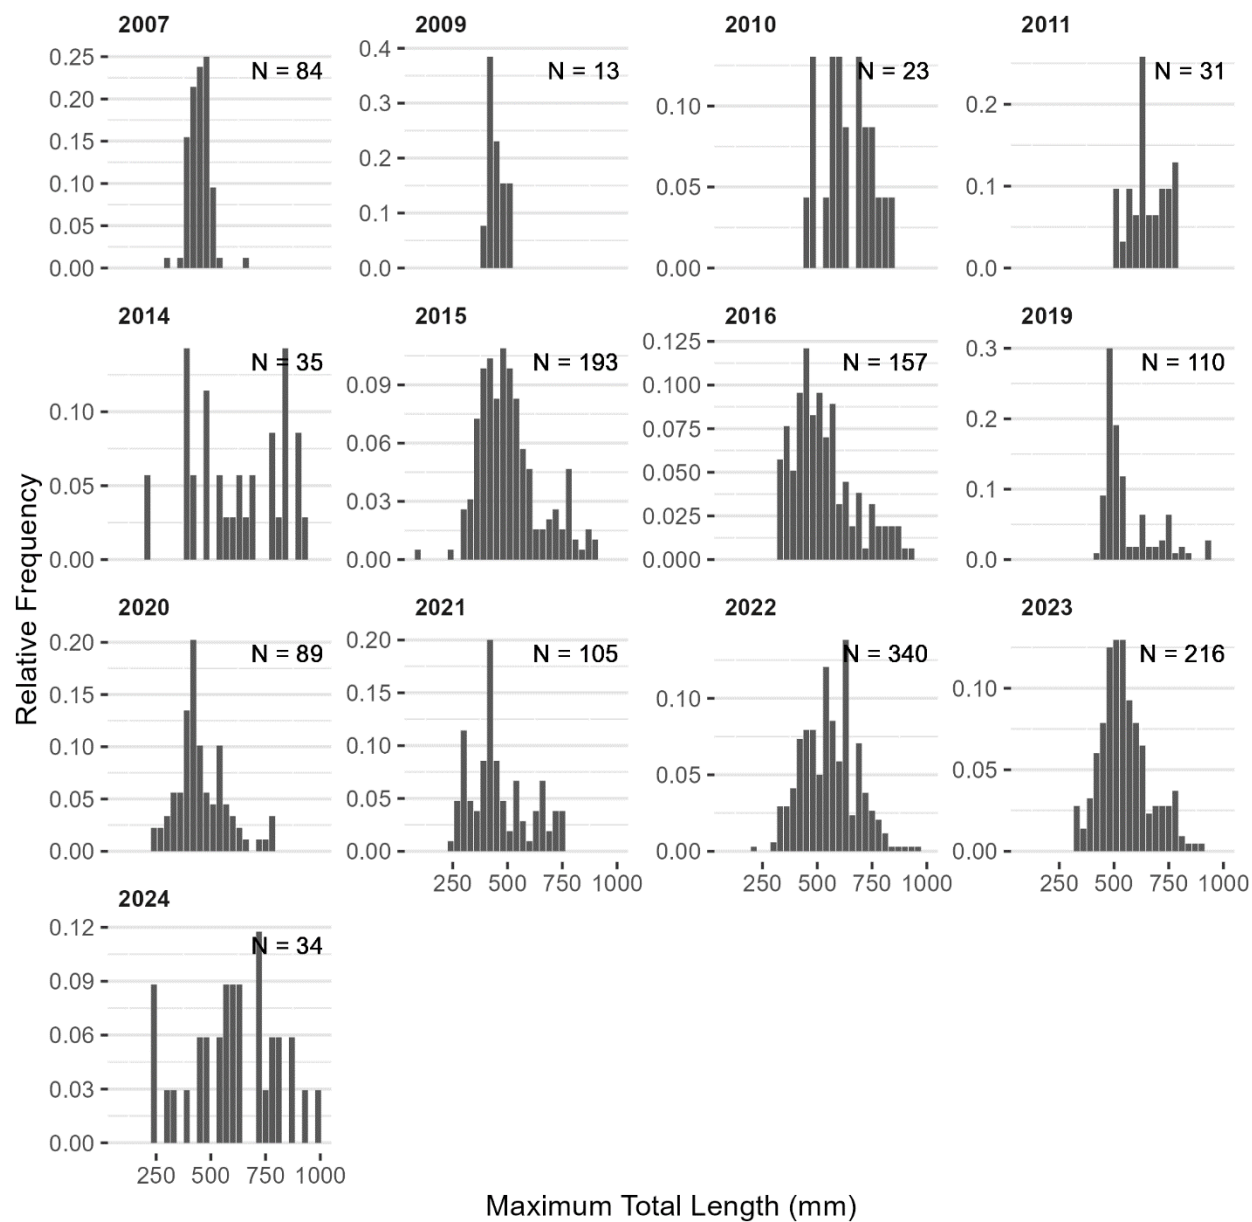 2007 2009 2010 2011
0.25 0.20 0.15 0.10 0.05 0.00 N = 84
0.4 0.3 0.2 0.1 0.0 N = 13
0.10 0.05 0.00 N = 23
0.2 0.1 0.0 N = 31
2014 2015 2016 2019
0.10 0.05 0.00 N = 35
0.09 0.06 0.03 0.00 N = 193
0.125 0.100 0.075 0.050 0.025 0.000 N = 157
0.3 0.2 0.1 0.0 N = 110
Relative Frequency
2020 2021 2022 2023
0.20 0.15 0.10 0.05 0.00 N = 89
0.20 0.15 0.10 0.05 0.00 N = 105
250 500 750 1000
0.10 0.05 0.00 N = 340
250 500 750 1000
0.10 0.05 0.00 N = 216
250 500 750 1000
2024
0.12 0.09 0.06 0.03 0.00 N = 34
250 500 750 1000
Maximum Total Length (mm)